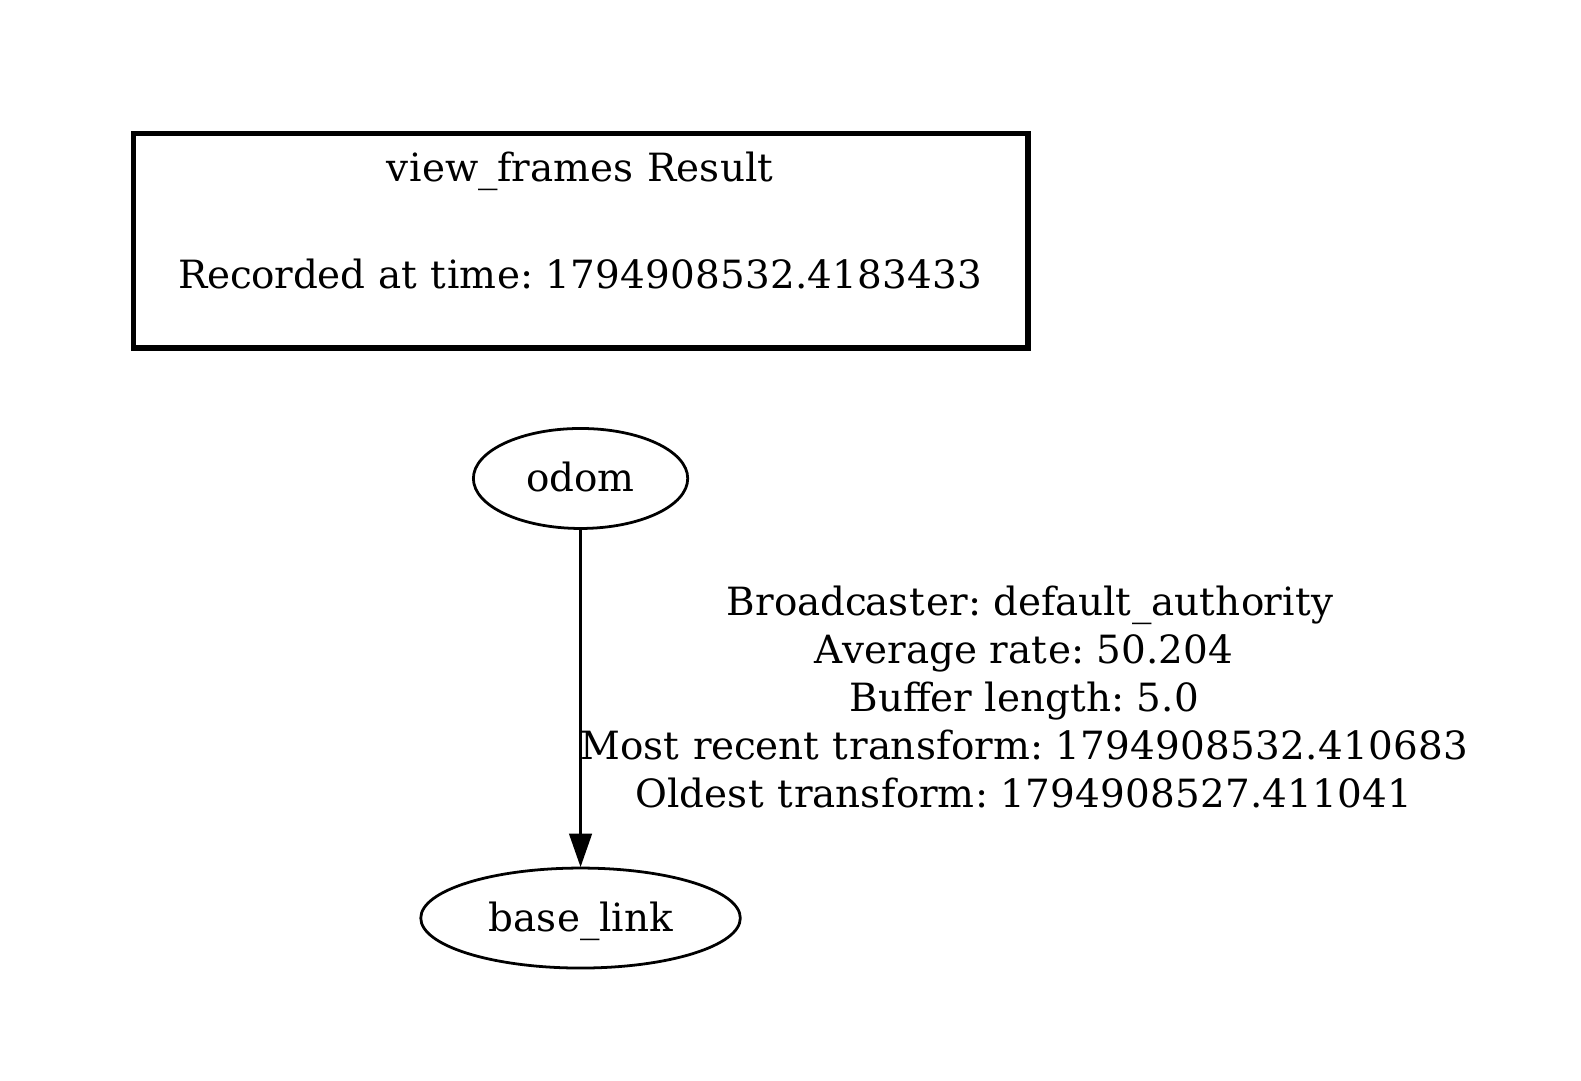 view_frames Result
Recorded at time: 1794908532.4183433
odom
Broadcaster: default_authority
Average rate: 50.204
Buffer length: 5.0
Most recent transform: 1794908532.410683
Oldest transform: 1794908527.411041
base_link